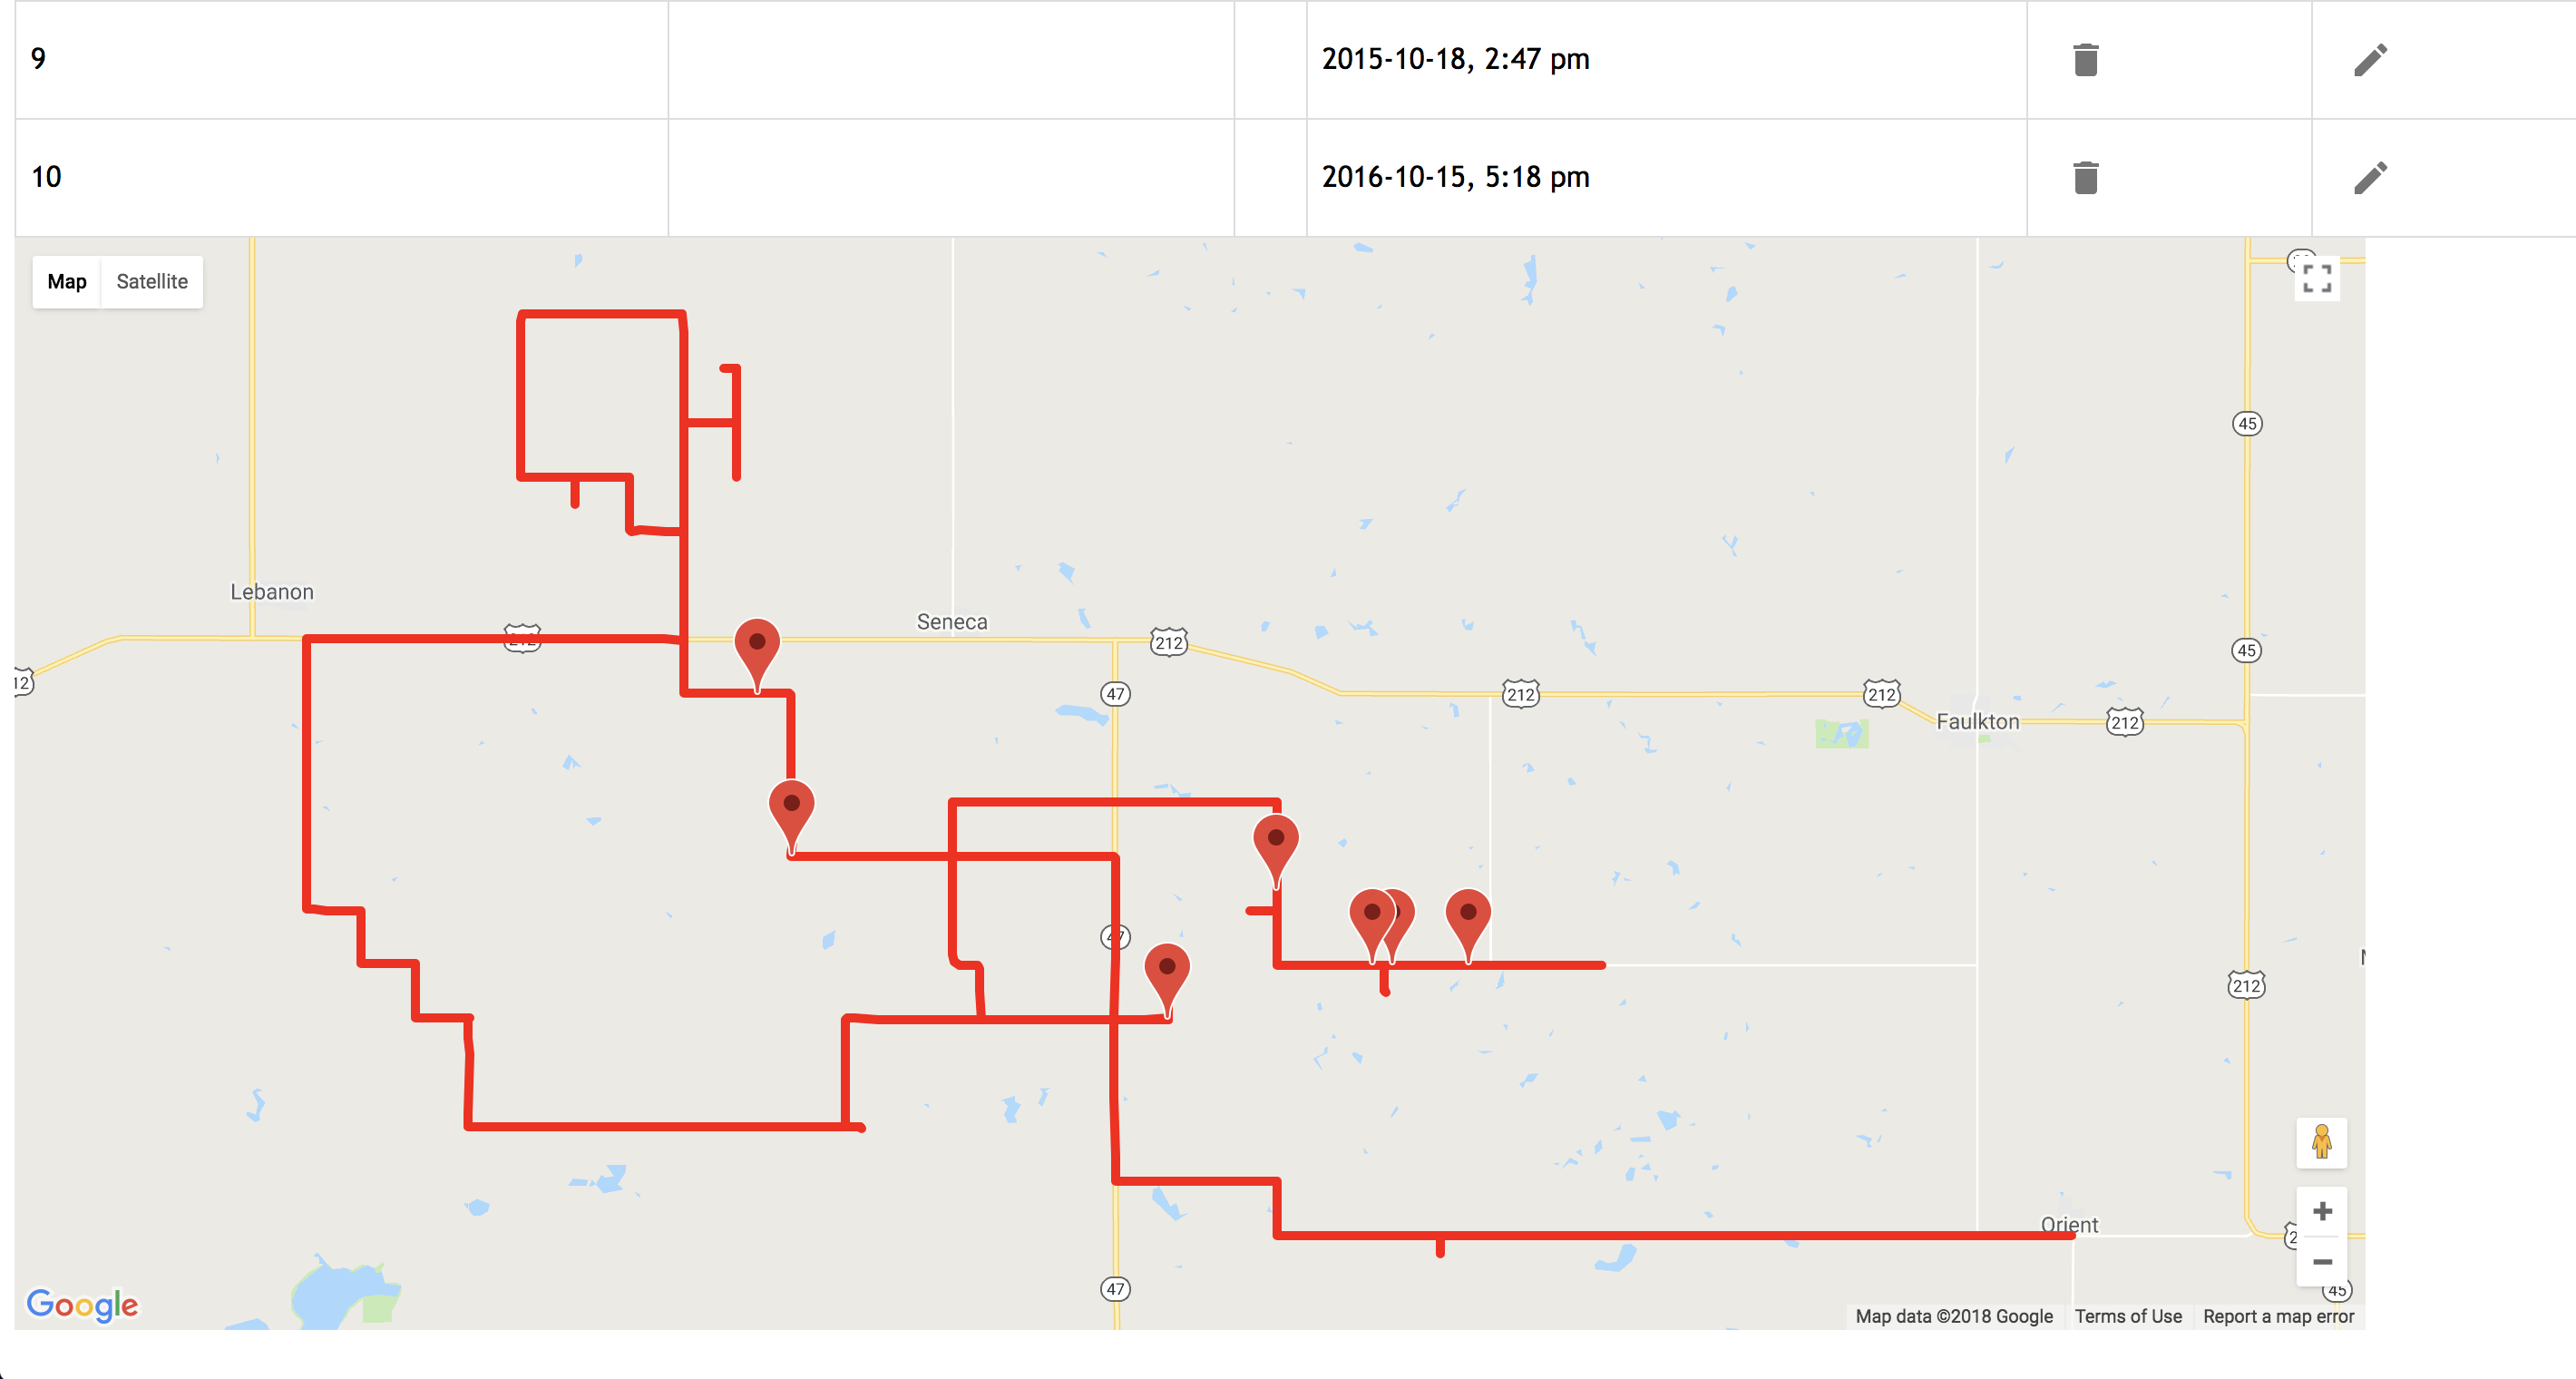 9 2015-10-18, 2:47 pm
10 2016-10-15, 5:18 pm
Map Satellite
45
Lebanon
Seneca
212
212
45
12
47
212
212
Faulkton
212
47
212
Orient
47
45
Google
Map data ©2018 Google Terms of Use Report a map error